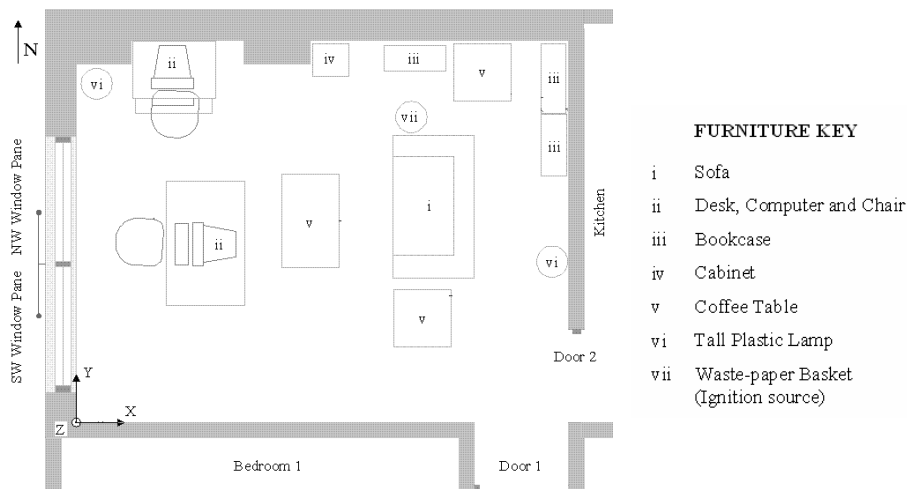 N
iv
iii
v
iii
ii
vi
vii
iii
FURNITURE KEY
i Sofa
ii Desk, Computer and Chair
iii Bookcase
iv Cabinet
v Coffee Table
vi Tall Plastic Lamp
vii Waste-paper Basket
(Ignition source)
NW Window Pane
SW Window Pane
Kitchen
i
v
ii
vi
v
Door 2
Y
X
Z
Bedroom 1
Door 1